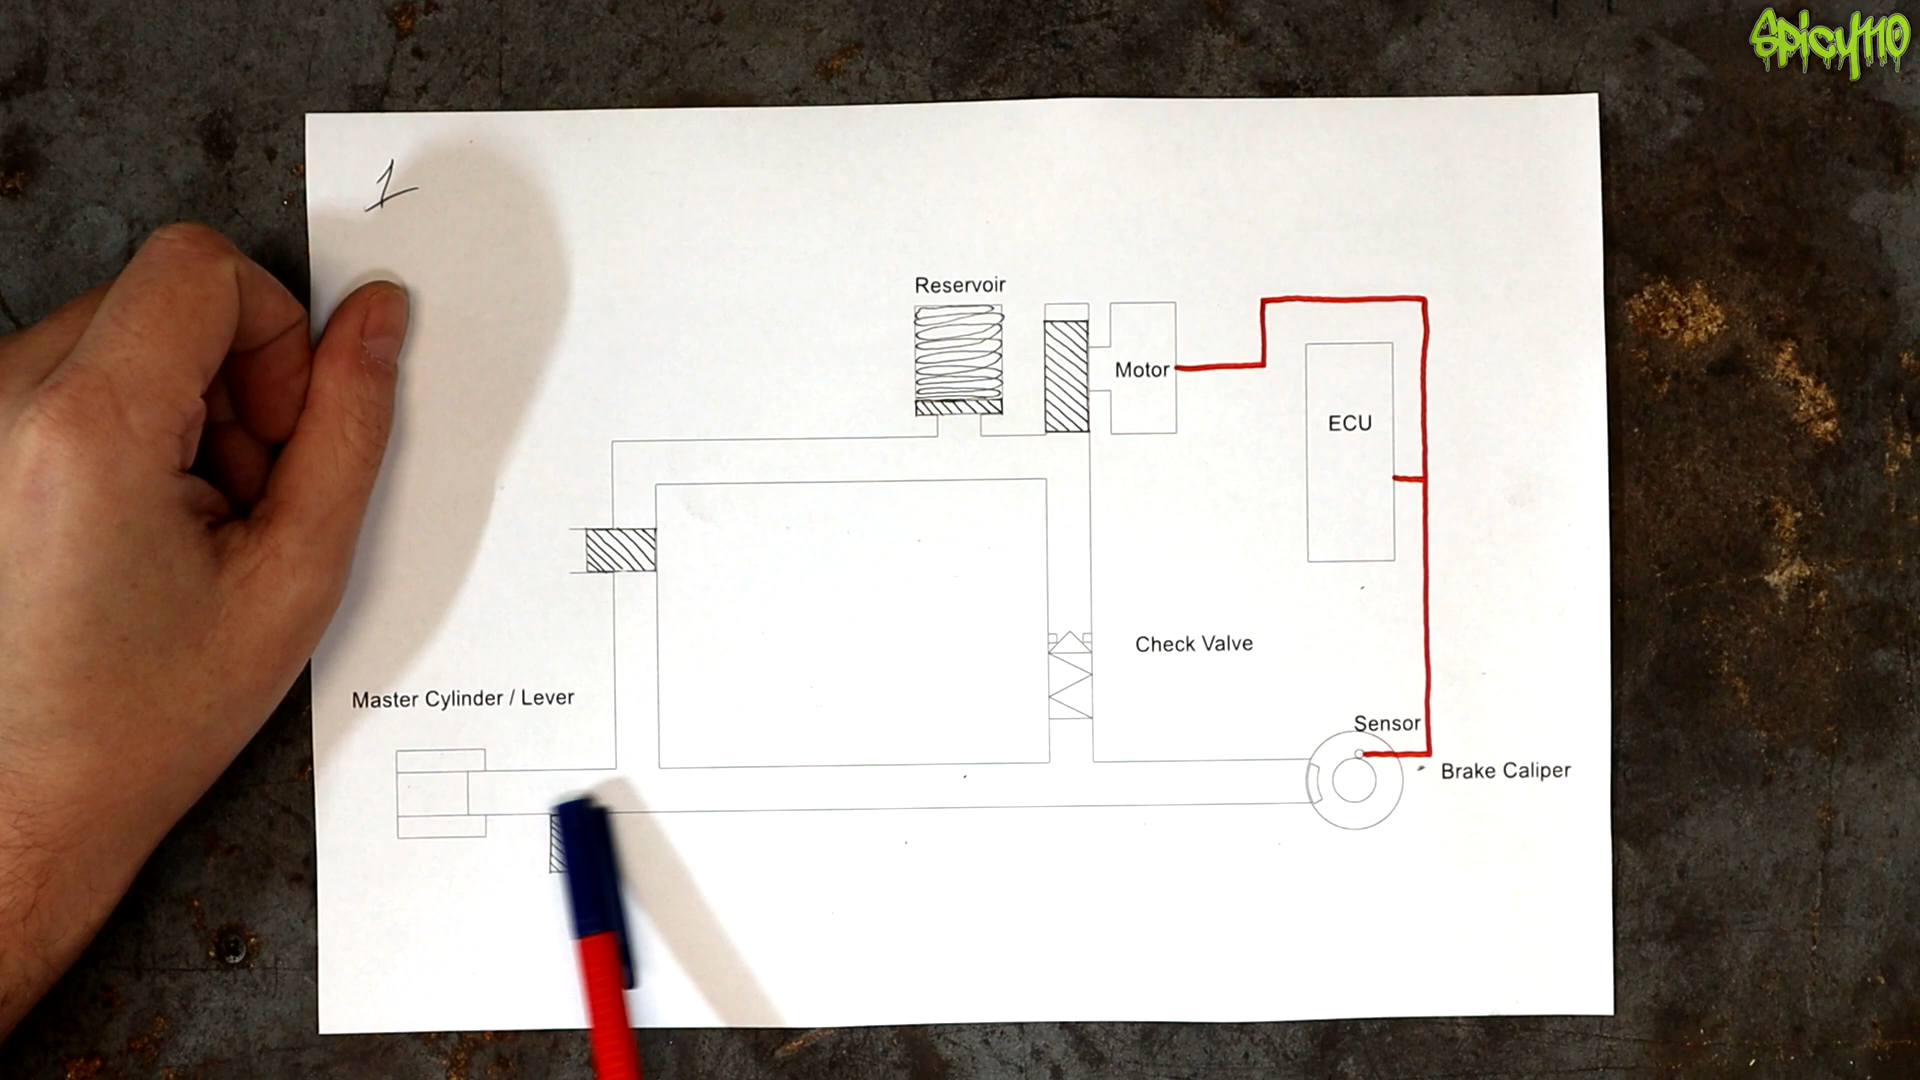 Spicy110
1
Reservoir
Motor
ECU
Check Valve
Master Cylinder / Lever
Sensor
Brake Caliper